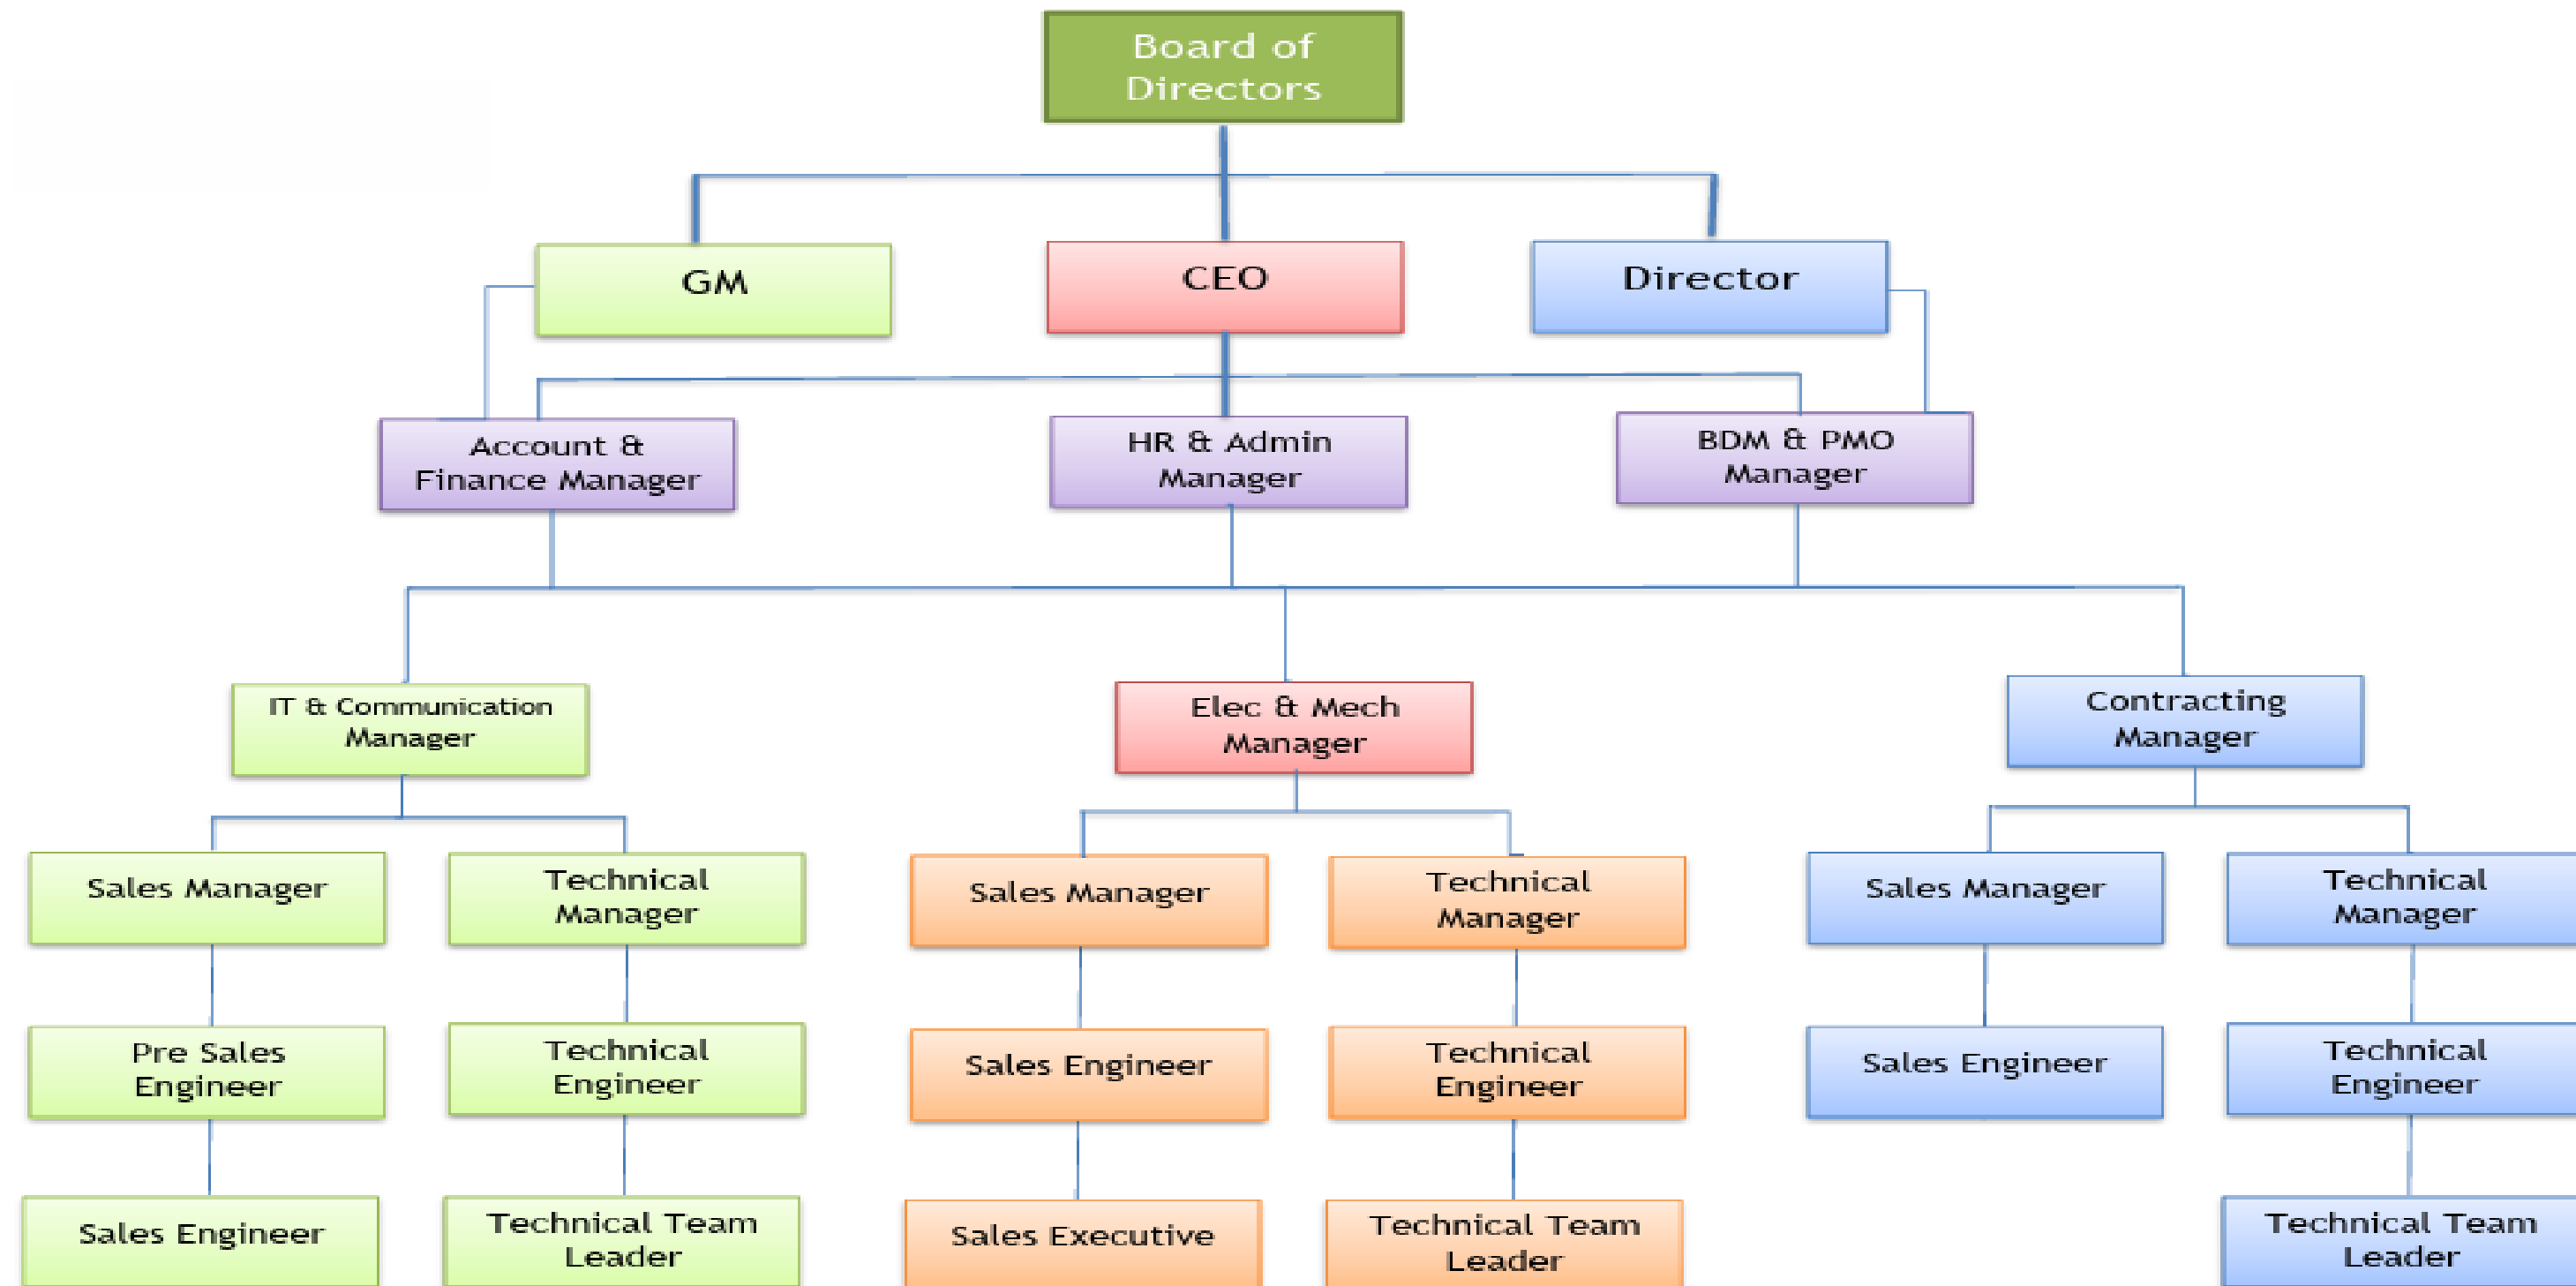 Board of
Directors
GM
CEO
Director
Account &
Finance Manager
HR & Admin
Manager
BDM & PMO
Manager
IT & Communication
Manager
Elec & Mech
Manager
Contracting
Manager
Sales Manager
Technical
Manager
Sales Manager
Technical
Manager
Sales Manager
Technical
Manager
Pre Sales
Engineer
Technical
Engineer
Sales Engineer
Technical
Engineer
Sales Engineer
Technical
Engineer
Sales Engineer
Technical Team
Leader
Sales Executive
Technical Team
Leader
Technical Team
Leader